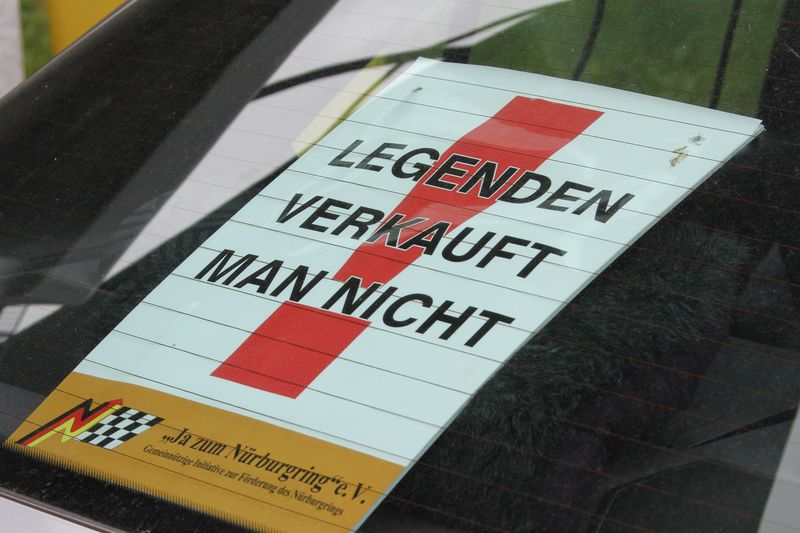 LEGENDEN
VERKAUFT
MAN NICHT
„Ja zum Nürburgring“ e.V.
Gemeinnützige Initiative zur Förderung des Nürburgrings